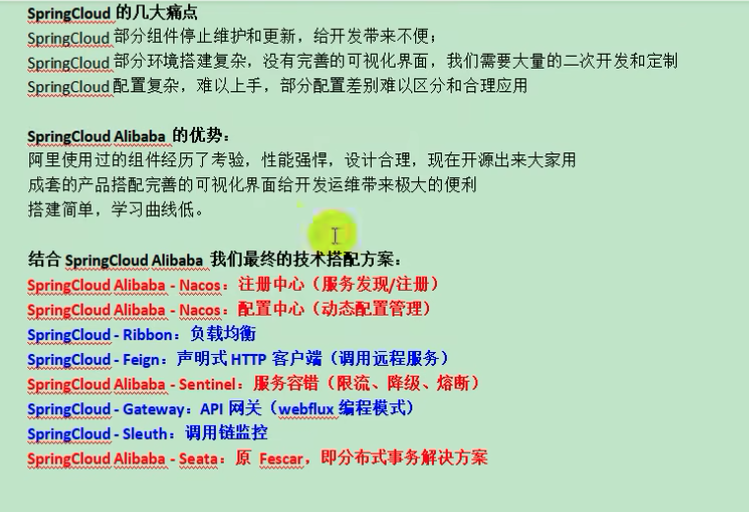 SpringCloud 的几大痛点
SpringCloud 部分组件停止维护和更新，给开发带来不便；
SpringCloud 部分环境搭建复杂，没有完善的可视化界面，我们需要大量的二次开发和定制
SpringCloud 配置复杂，难以上手，部分配置差别难以区分和合理应用
SpringCloud Alibaba 的优势：
阿里使用过的组件经历了考验，性能强悍，设计合理，现在开源出来大家用
成套的产品搭配完善的可视化界面给开发运维带来极大的便利
搭建简单，学习曲线低。
结合 SpringCloud Alibaba 我们最终的技术搭配方案：
SpringCloud Alibaba - Nacos：注册中心（服务发现/注册）
SpringCloud Alibaba - Nacos：配置中心（动态配置管理）
SpringCloud - Ribbon：负载均衡
SpringCloud - Feign：声明式 HTTP 客户端（调用远程服务）
SpringCloud Alibaba - Sentinel：服务容错（限流、降级、熔断）
SpringCloud - Gateway：API 网关（webflux 编程模式）
SpringCloud - Sleuth：调用链监控
SpringCloud Alibaba - Seata：原 Fescar，即分布式事务解决方案